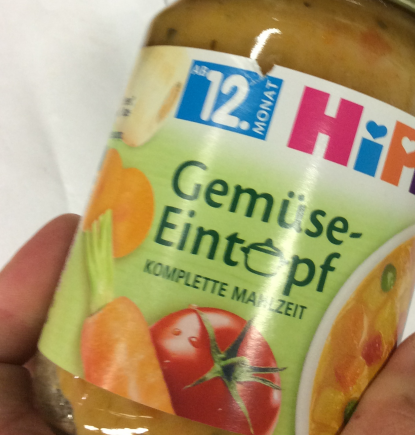 AB
12.
MONAT
HiP
Gemüse-
Eintopf
KOMPLETTE MAHLZEIT